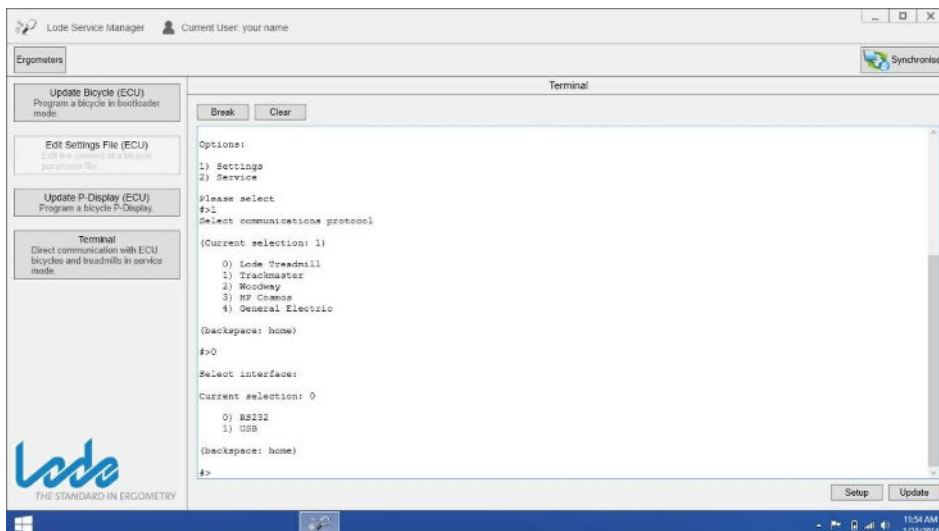 Lode Service Manager Current User: your name
Ergometers
Synchronise
Update Bicycle (ECU)
Program a bicycle in bootloader
mode.
Edit Settings File (ECU)
Edit the content of a bicycle
parameter file.
Update P-Display (ECU)
Program a bicycle P-Display.
Terminal
Direct communication with ECU
bicycles and treadmills in service
mode.
Lode
THE STANDARD IN ERGOMETRY
Terminal
Break Clear
Options:
1) Settings
2) Service
Please select
#>1
Select communications protocol
(Current selection: 1)
0) Lode Treadmill
1) Trackmaster
2) Woodway
3) HP Cosmos
4) General Electric
(backspace: home)
#>0
Select interface:
Current selection: 0
0) RS232
1) USB
(backspace: home)
#>
Setup Update
11:54 AM